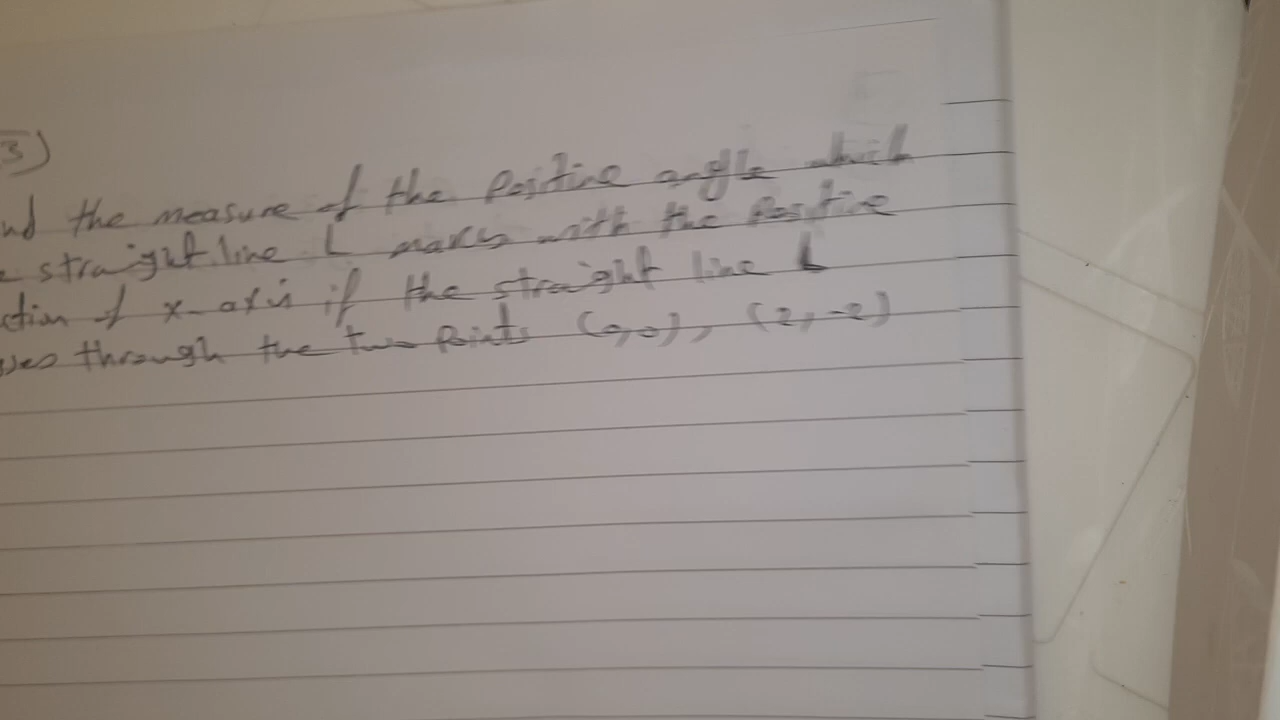 3)
nd the measure of the Positive angle which
e straight line L makes with the Positive
ction of x-axis if the straight line L
sses through the two Points (0,0), (2,-2)